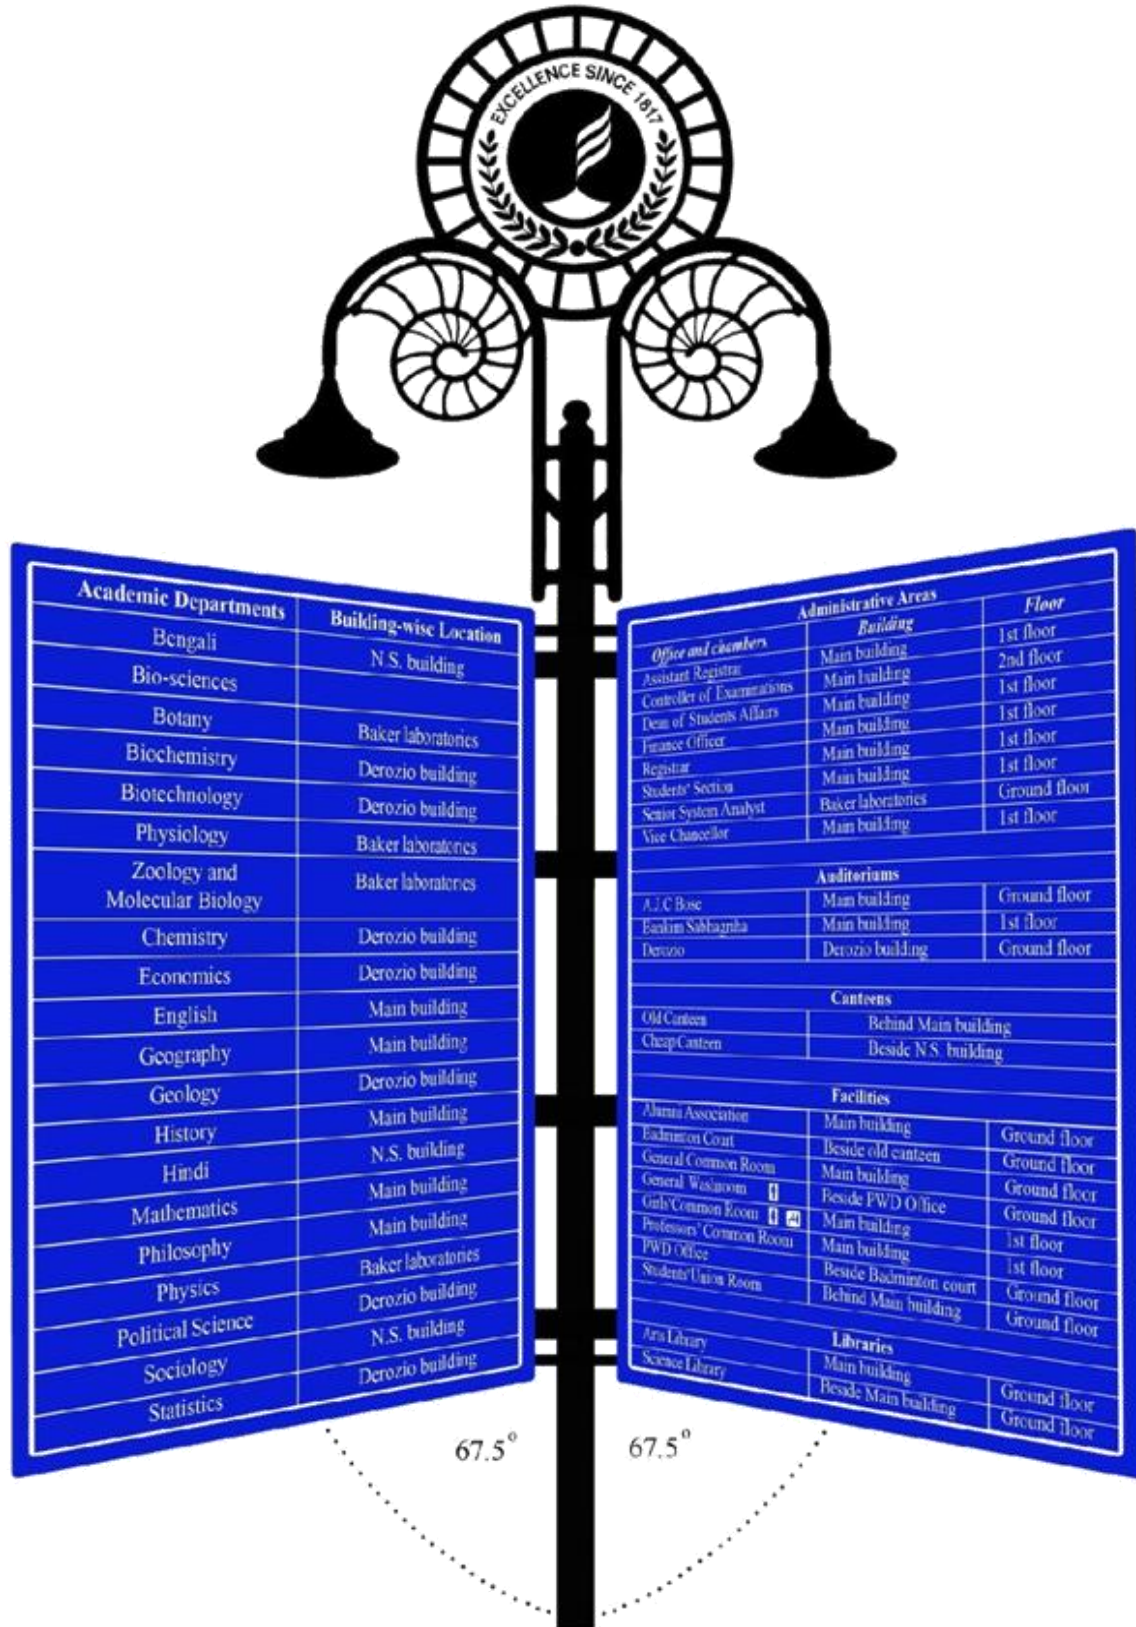 EXCELLENCE SINCE 1817
Academic Departments Building-wise Location
Bengali N.S. building
Bio-sciences
Botany Baker laboratories
Biochemistry Derozio building
Biotechnology Derozio building
Physiology Baker laboratories
Zoology and
Molecular Biology Baker laboratories
Chemistry Derozio building
Economics Derozio building
English Main building
Geography Main building
Geology Derozio building
History Main building
Hindi N.S. building
Mathematics Main building
Philosophy Main building
Physics Baker laboratories
Political Science Derozio building
Sociology N.S. building
Statistics Derozio building
Administrative Areas
Office and chambers Building Floor
Assistant Registrar Main building 1st floor
Controller of Examinations Main building 2nd floor
Dean of Students Affairs Main building 1st floor
Finance Officer Main building 1st floor
Registrar Main building 1st floor
Students' Section Main building 1st floor
Senior System Analyst Baker laboratories Ground floor
Vice Chancellor Main building 1st floor
Auditoriums
A.J.C Bose Main building Ground floor
Bankim Sabhagriha Main building 1st floor
Derozio Derozio building Ground floor
Canteens
Old Canteen Behind Main building
Cheap Canteen Beside N.S. building
Facilities
Alumni Association Main building Ground floor
Badminton Court Beside old canteen Ground floor
General Common Room Main building Ground floor
General Washroom Beside PWD Office Ground floor
Girls'Common Room Main building 1st floor
Professors' Common Room Main building 1st floor
PWD Office Beside Badminton court Ground floor
Students'Union Room Behind Main building Ground floor
Libraries
Arts Library Main building Ground floor
Science Library Beside Main building Ground floor
67.5° 67.5°